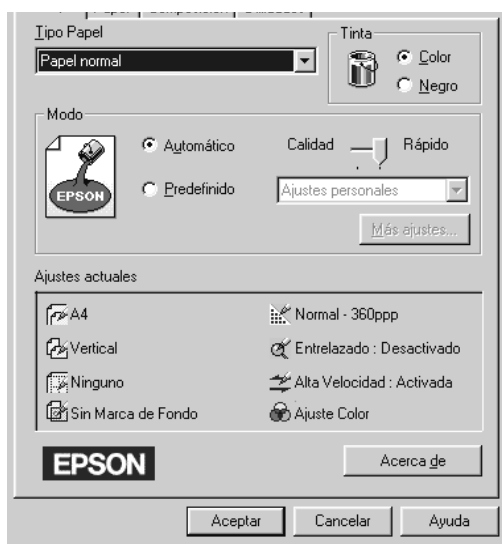 Tipo Papel
Tinta
Papel normal
Color
Negro
Modo
Automático
Calidad
Rápido
EPSON
Predefinido
Ajustes personales
Más ajustes...
Ajustes actuales
A4
Normal - 360ppp
Vertical
Entrelazado : Desactivado
Ninguno
Alta Velocidad : Activada
Sin Marca de Fondo
Ajuste Color
EPSON
Acerca de
Aceptar
Cancelar
Ayuda